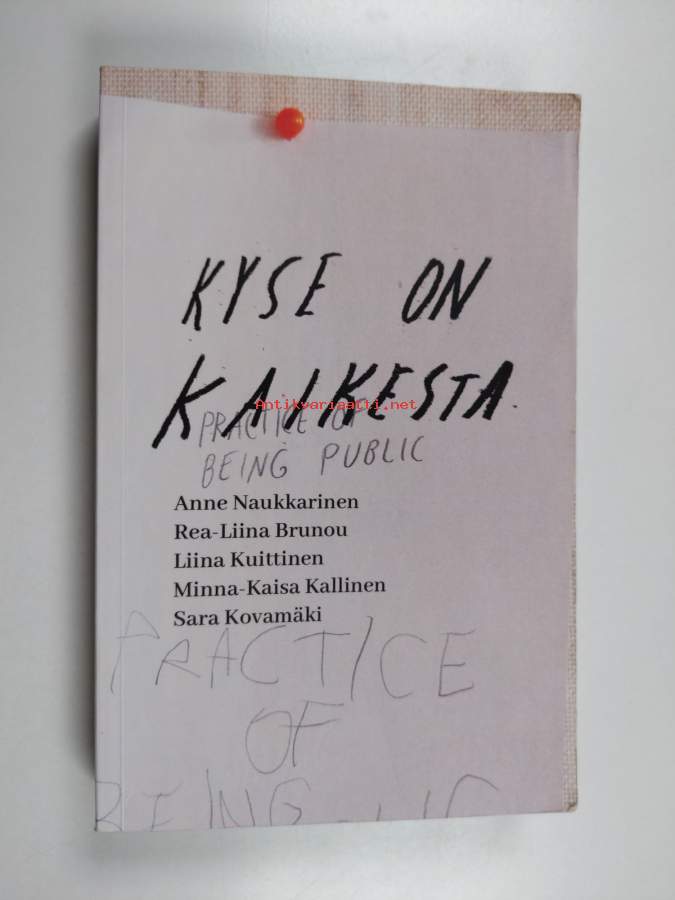 KYSE ON
KAIKESTA.
Antikvariaatti.net
PRACTICE OF
BEING PUBLIC
Anne Naukkarinen
Rea-Liina Brunou
Liina Kuittinen
Minna-Kaisa Kallinen
Sara Kovamäki
PRACTICE
OF
BEING